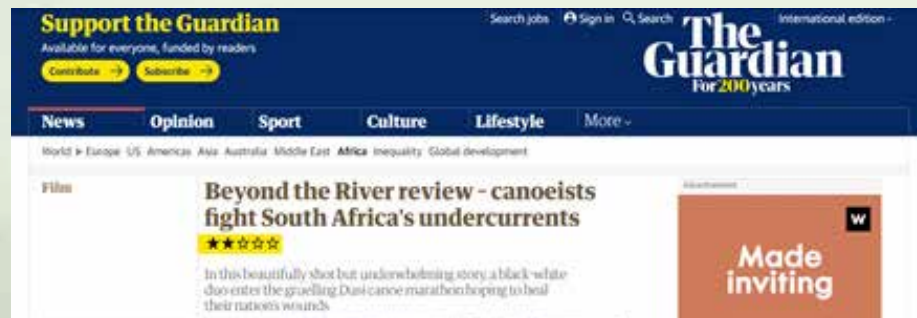 Support the Guardian
Search jobs Sign in Search
International edition
Available for everyone, funded by readers
Contribute → Subscribe →
The Guardian
For 200 years
News Opinion Sport Culture Lifestyle More
World Europe US Americas Asia Australia Middle East Africa Inequality Global development
Film
Beyond the River review – canoeists
fight South Africa's undercurrents
★★☆☆☆
In this beautifully shot but underwhelming story, a black-white
duo enter the gruelling Dusi canoe marathon hoping to heal
their nation's wounds
Advertisement
W
Made
inviting